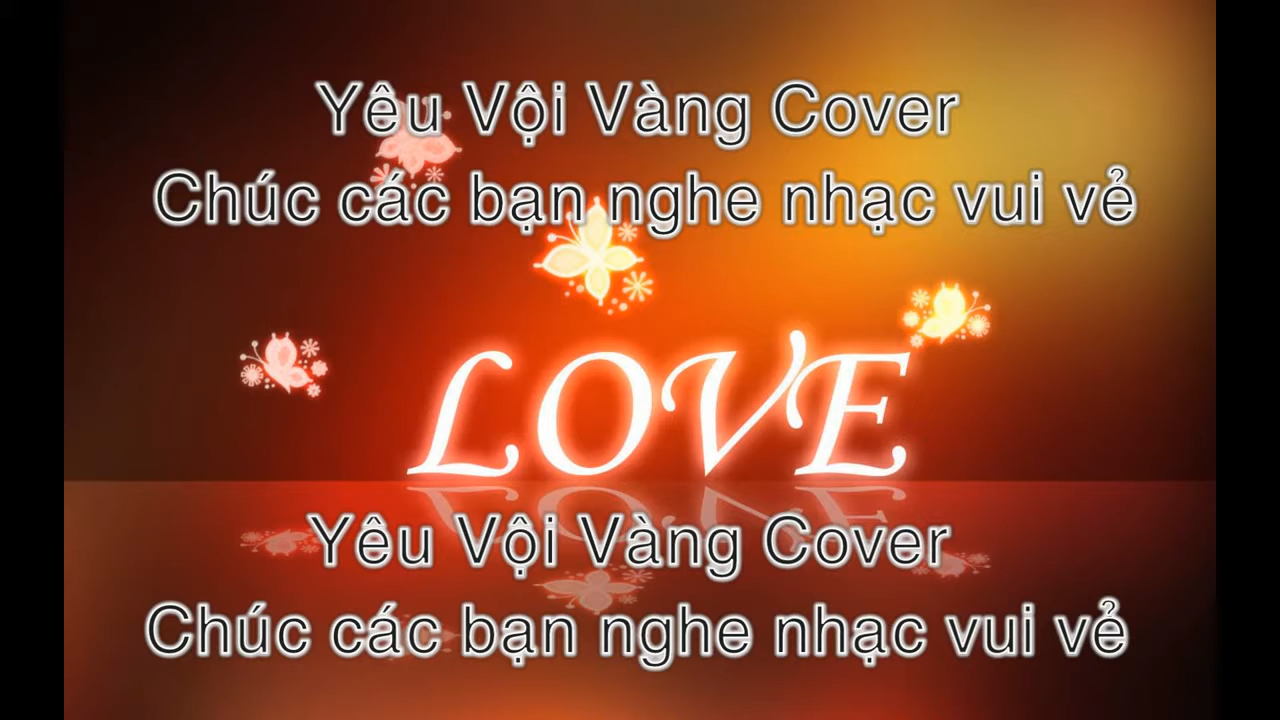 Yêu Vội Vàng Cover
Chúc các bạn nghe nhạc vui vẻ
LOVE
Yêu Vội Vàng Cover
Chúc các bạn nghe nhạc vui vẻ